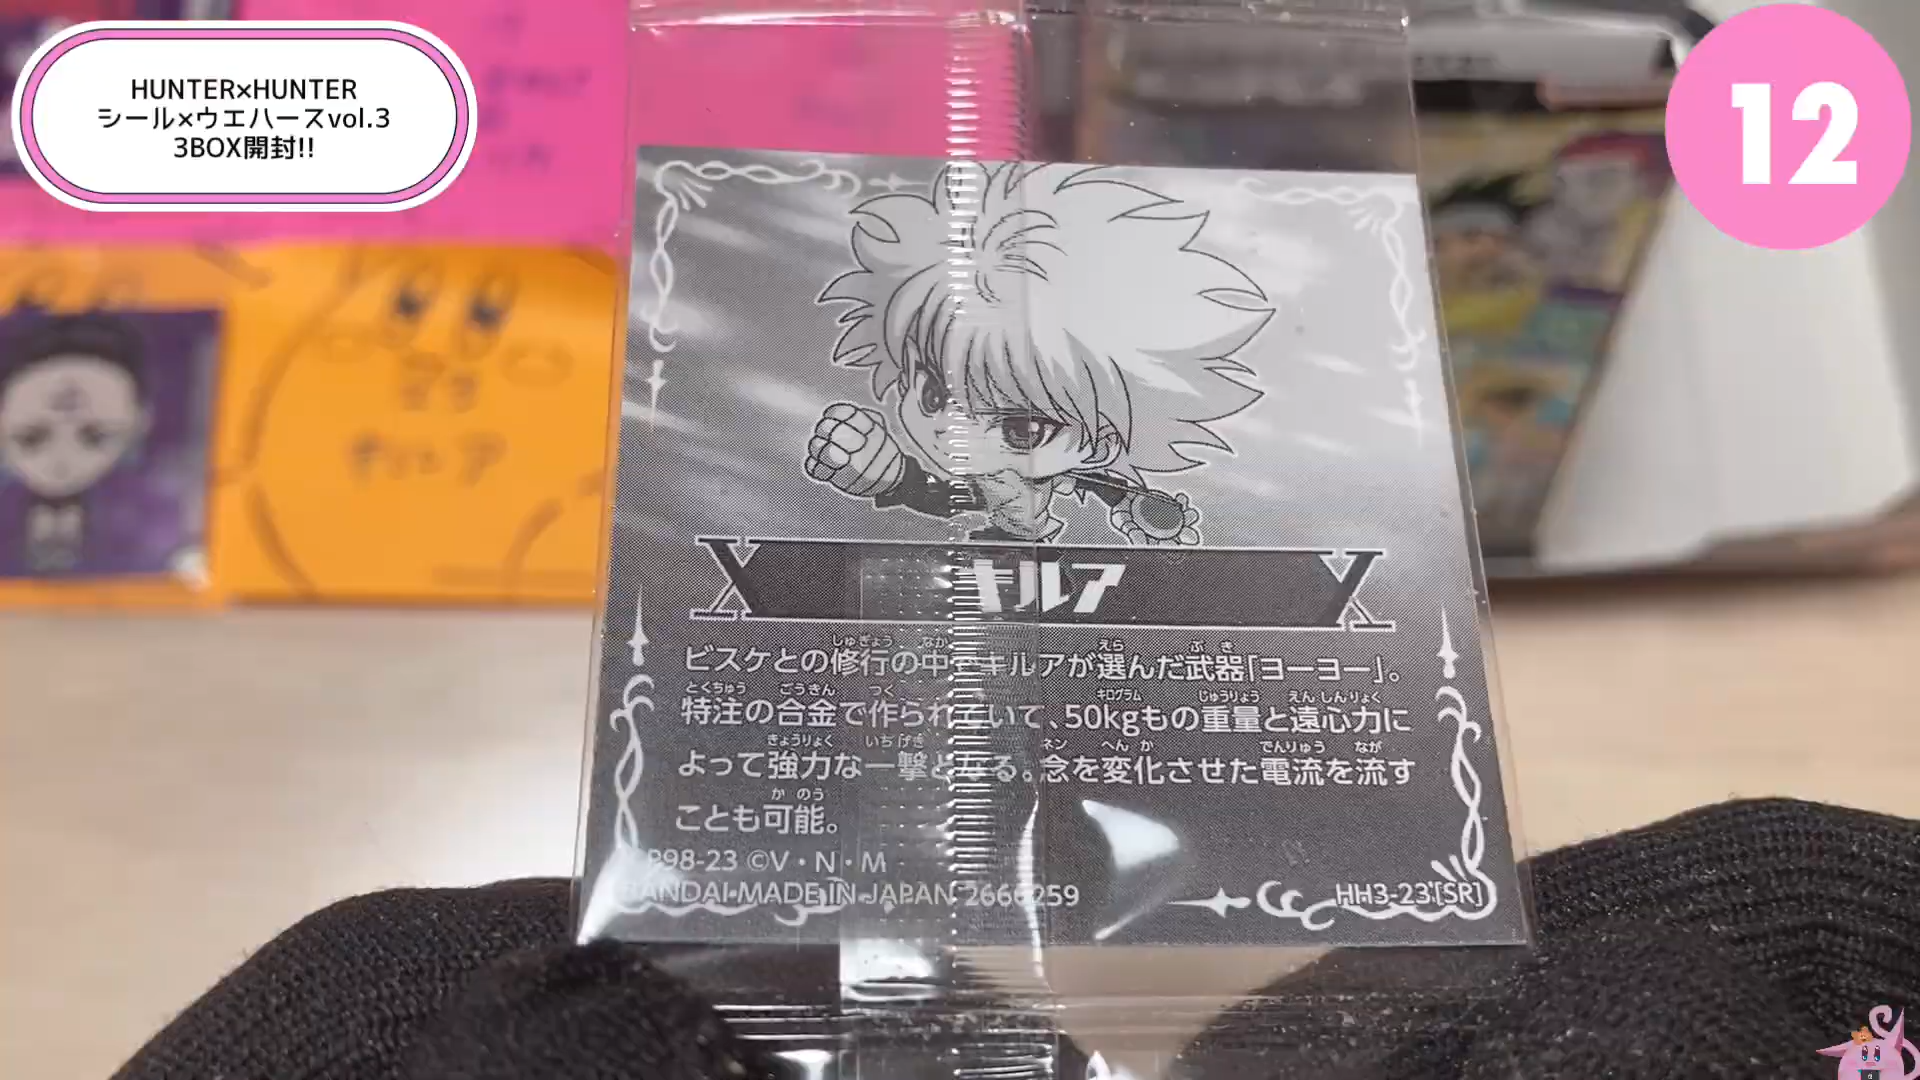 HUNTER×HUNTER
シール×ウエハースvol.3
3BOX開封!!
12
キルア
ビスケとの修行の中でキルアが選んだ武器「ヨーヨー」。
特注の合金で作られていて、50kgもの重量と遠心力に
よって強力な一撃となる。念を変化させた電流を流す
ことも可能。
P98-23 ©V・N・M
BANDAI・MADE IN JAPAN 2666259
HH3-23[SR]